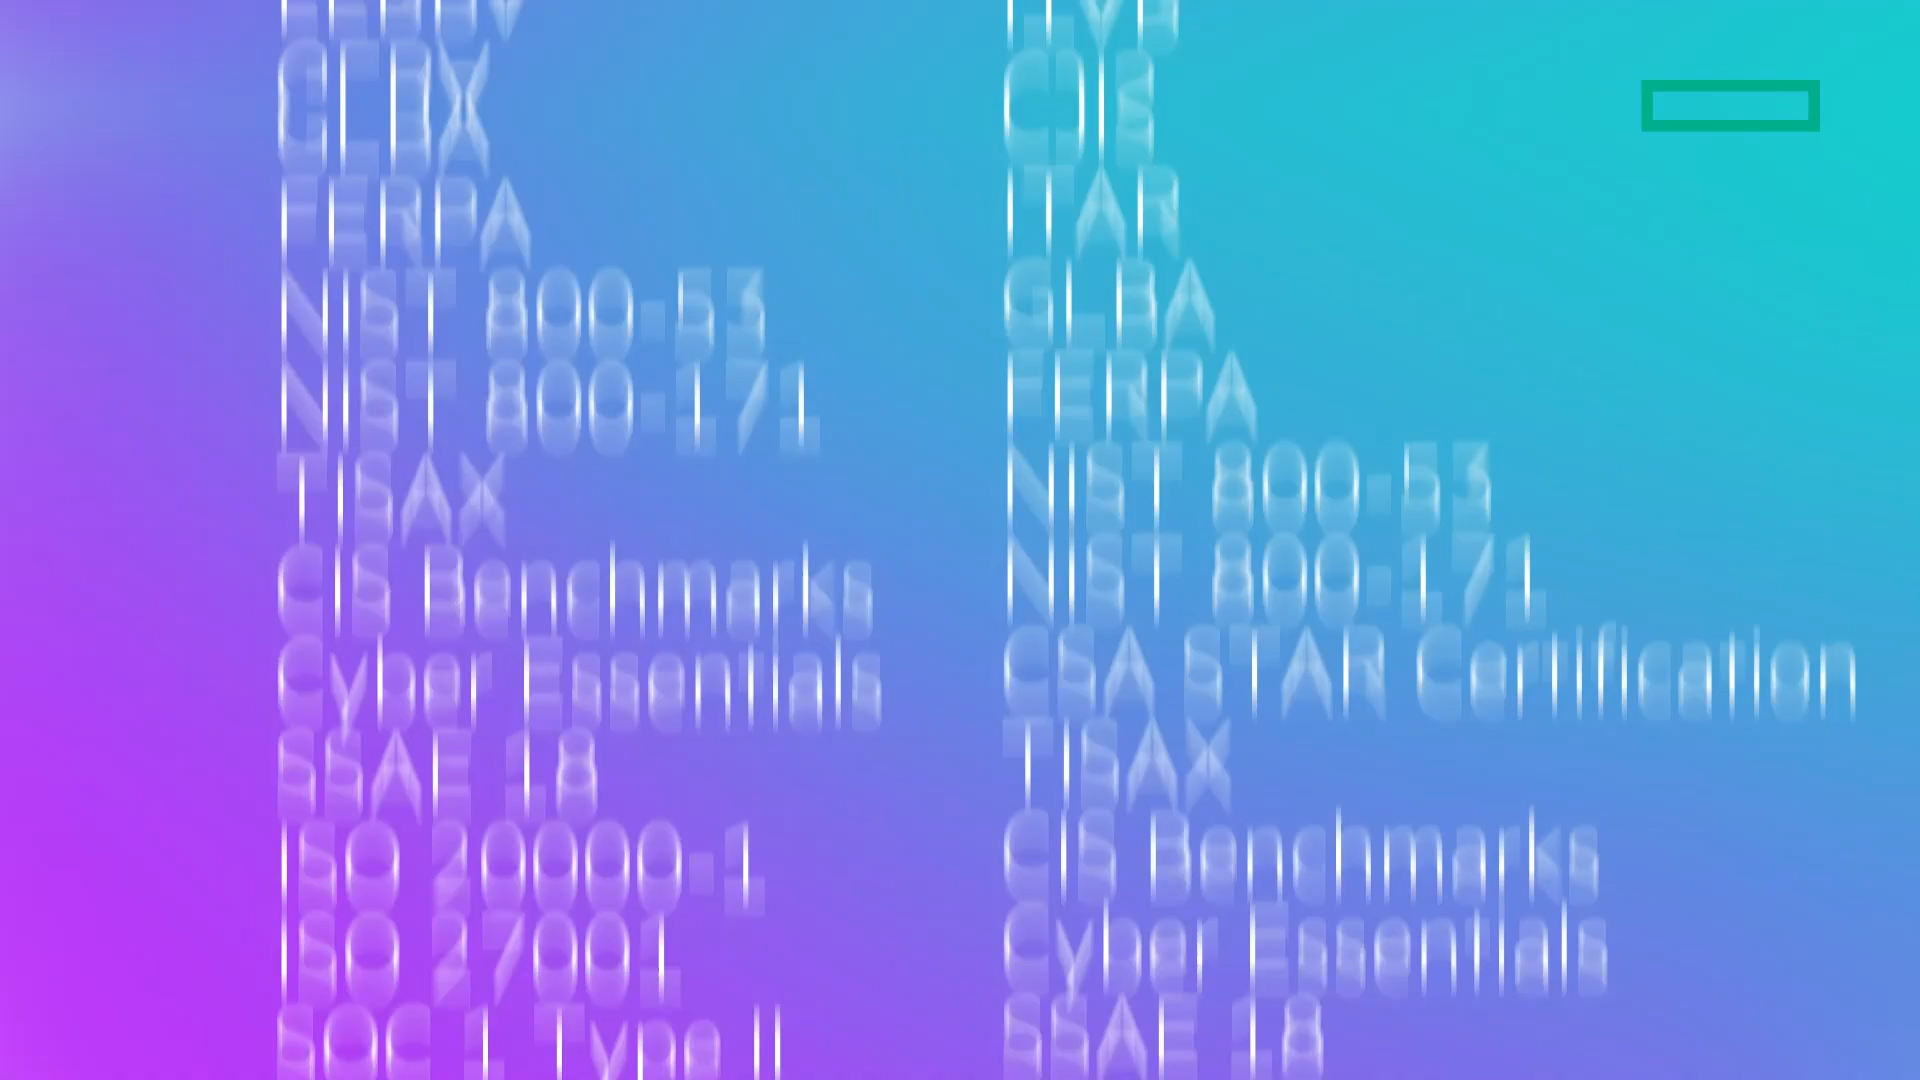 FERPA
NIST 800-53
NIST 800-171
TISAX
CIS Benchmarks
Cyber Essentials
SSAE 18
ISO 20000-1
ISO 27001
SOC 1 Type II
ITAR
GLBA
FERPA
NIST 800-53
NIST 800-171
CSA STAR Certification
TISAX
CIS Benchmarks
Cyber Essentials
SSAE 18